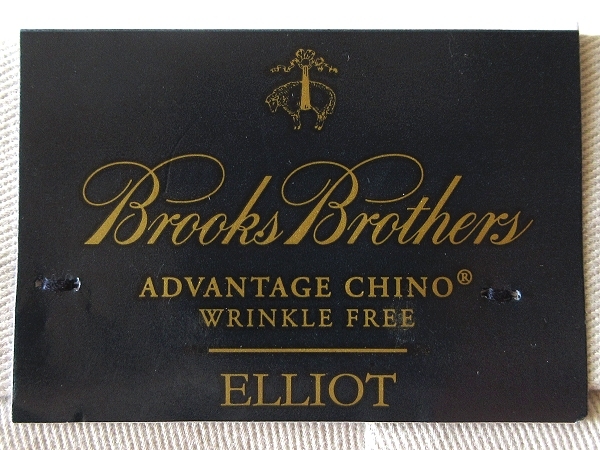 Brooks Brothers
ADVANTAGE CHINO®
WRINKLE FREE
ELLIOT